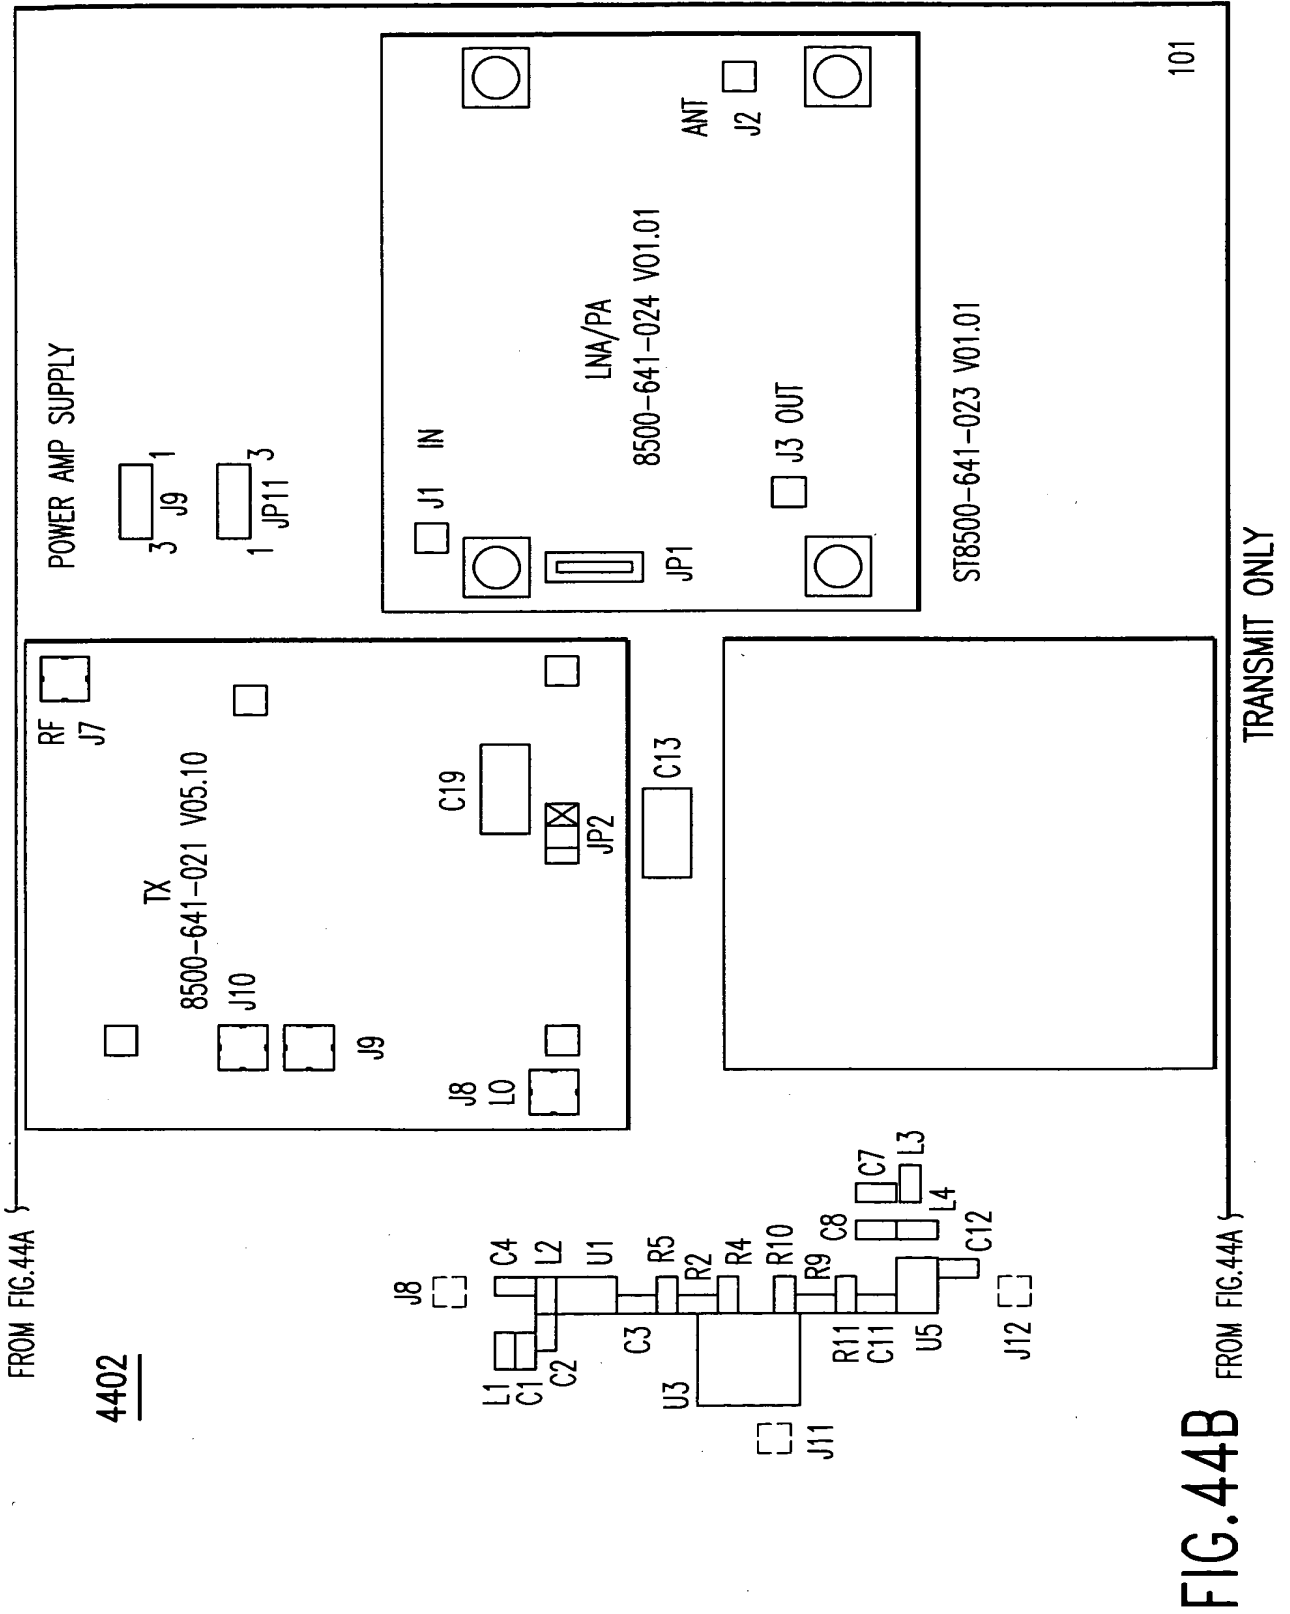 FROM FIG.44A
4402
J8
L1
C1
C2
C4
L2
U1
C3
R5
R2
R4
U3
R10
R9
R11
C11
U5
J11
J12
C8
C7
L3
L4
C12
FROM FIG.44A
TX
8500-641-021 V05.10
RF
J7
J10
J9
J8
LO
C19
JP2
C13
POWER AMP SUPPLY
3 1
J9
1 3
JP11
J1 IN
LNA/PA
8500-641-024 V01.01
ANT
J2
J3 OUT
JP1
ST8500-641-023 V01.01
101
TRANSMIT ONLY
FIG.44B